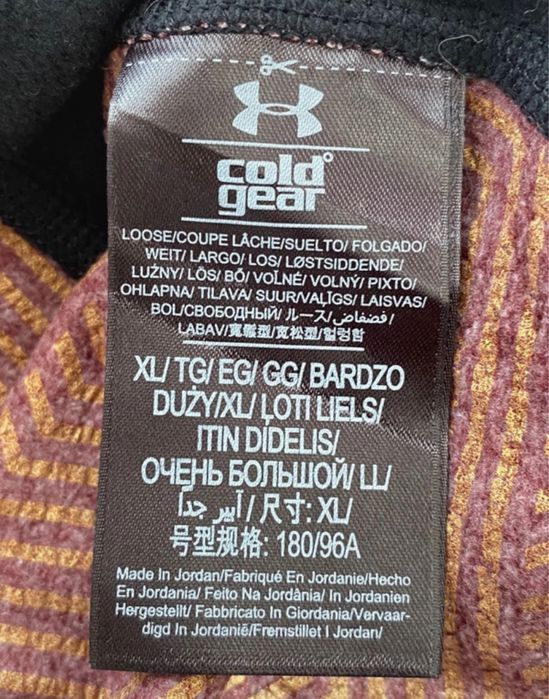 cold
gear
LOOSE/COUPE LÂCHE/SUELTO/ FOLGADO/
WEIT/ LARGO/ LOS/ LØSTSIDDENDE/
LUŹNY/ LÖS/ BŐ/ VOĽNÉ/ VOLNÝ/ PIXTO/
OHLAPNA/ TILAVA/ SUUR/VALĪGS/ LAISVAS/
BOL/СВОБОДНЫЙ/ ルース/ فضفاض/
LABAV/寬鬆型/宽松型/헐렁함
XL/ TG/ EG/ GG/ BARDZO
DUŻY/XL/ ĻOTI LIELS/
ITIN DIDELIS/
ОЧЕНЬ БОЛЬШОЙ/ LL/
آبير جداً/ 尺寸: XL/
号型规格: 180/96A
Made In Jordan/Fabriqué En Jordanie/Hecho
En Jordania/ Feito Na Jordânia/ In Jordanien
Hergestellt/ Fabbricato In Giordania/Vervaar-
digd In Jordanië/Fremstillet I Jordan/